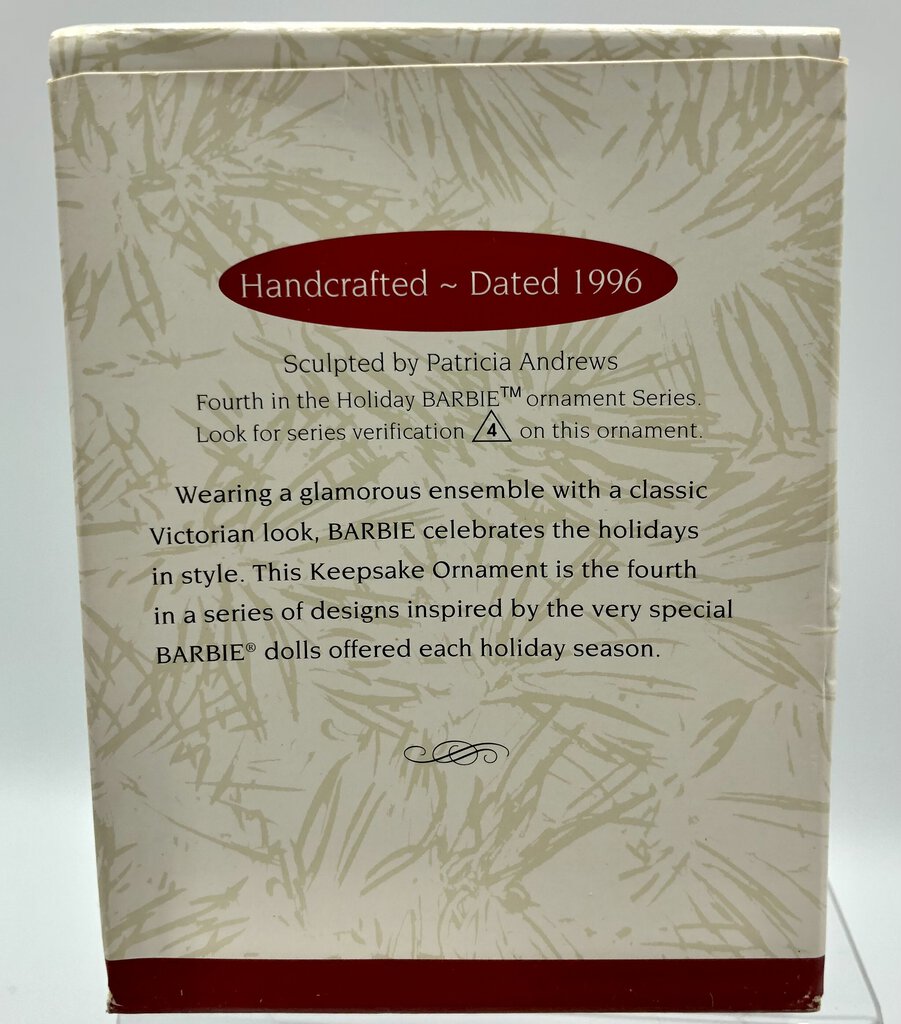 Handcrafted ~ Dated 1996
Sculpted by Patricia Andrews
Fourth in the Holiday BARBIE™ ornament Series.
Look for series verification 4 on this ornament.
Wearing a glamorous ensemble with a classic
Victorian look, BARBIE celebrates the holidays
in style. This Keepsake Ornament is the fourth
in a series of designs inspired by the very special
BARBIE® dolls offered each holiday season.